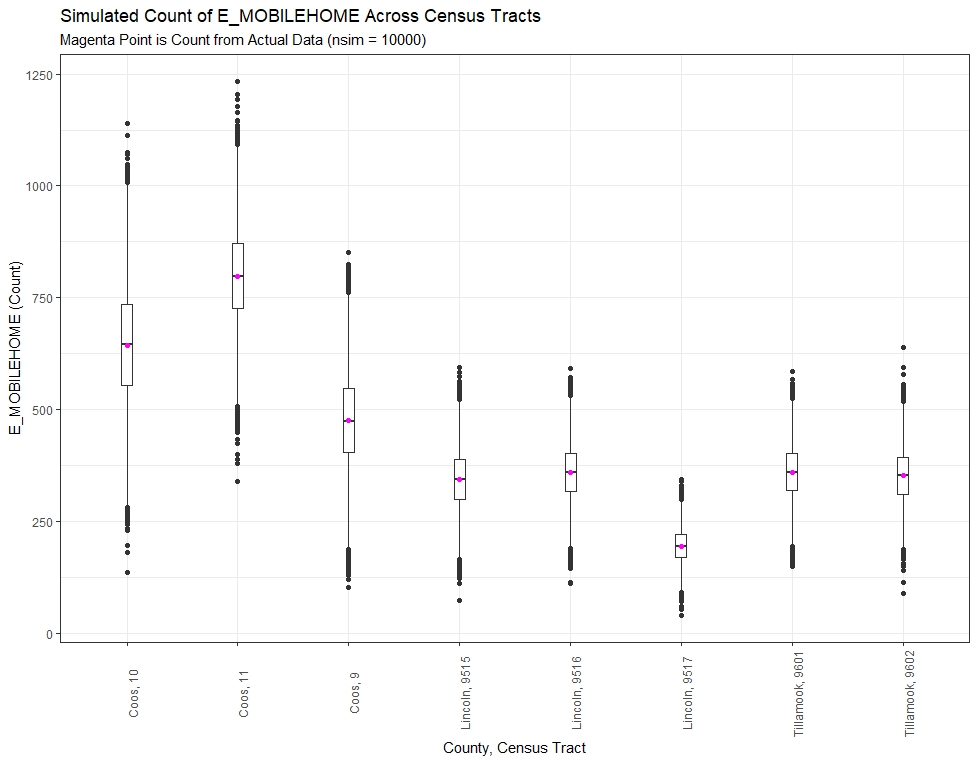 Simulated Count of E_MOBILEHOME Across Census Tracts
Magenta Point is Count from Actual Data (nsim = 10000)
E_MOBILEHOME (Count)
1250
1000
750
500
250
0
Coos, 10
Coos, 11
Coos, 9
Lincoln, 9515
Lincoln, 9516
Lincoln, 9517
Tillamook, 9601
Tillamook, 9602
County, Census Tract